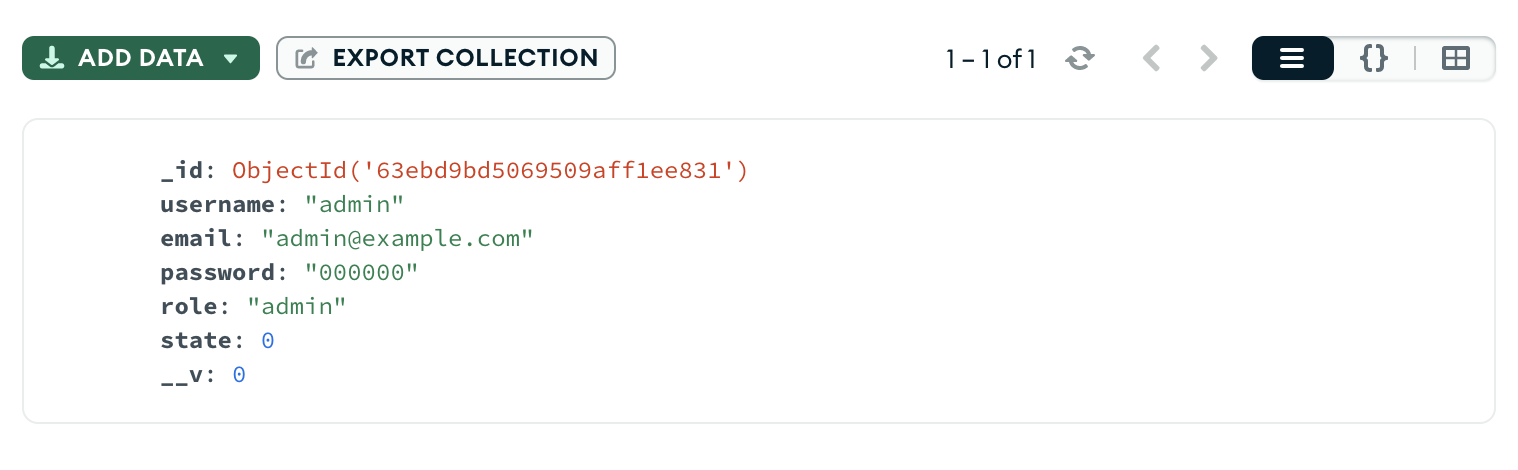 ADD DATA
EXPORT COLLECTION
1 – 1 of 1
{}
_id: ObjectId('63ebd9bd5069509aff1ee831')
username: "admin"
email: "admin@example.com"
password: "000000"
role: "admin"
state: 0
__v: 0